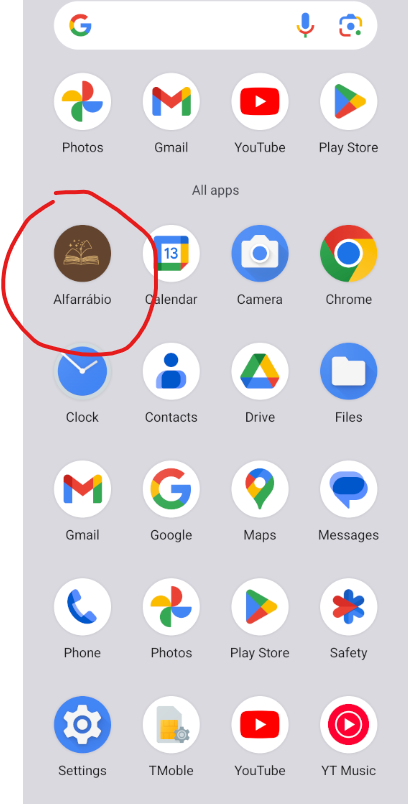 Photos Gmail YouTube Play Store
All apps
Alfarrábio Calendar Camera Chrome
13
Clock Contacts Drive Files
Gmail Google Maps Messages
Phone Photos Play Store Safety
Settings TMoble YouTube YT Music